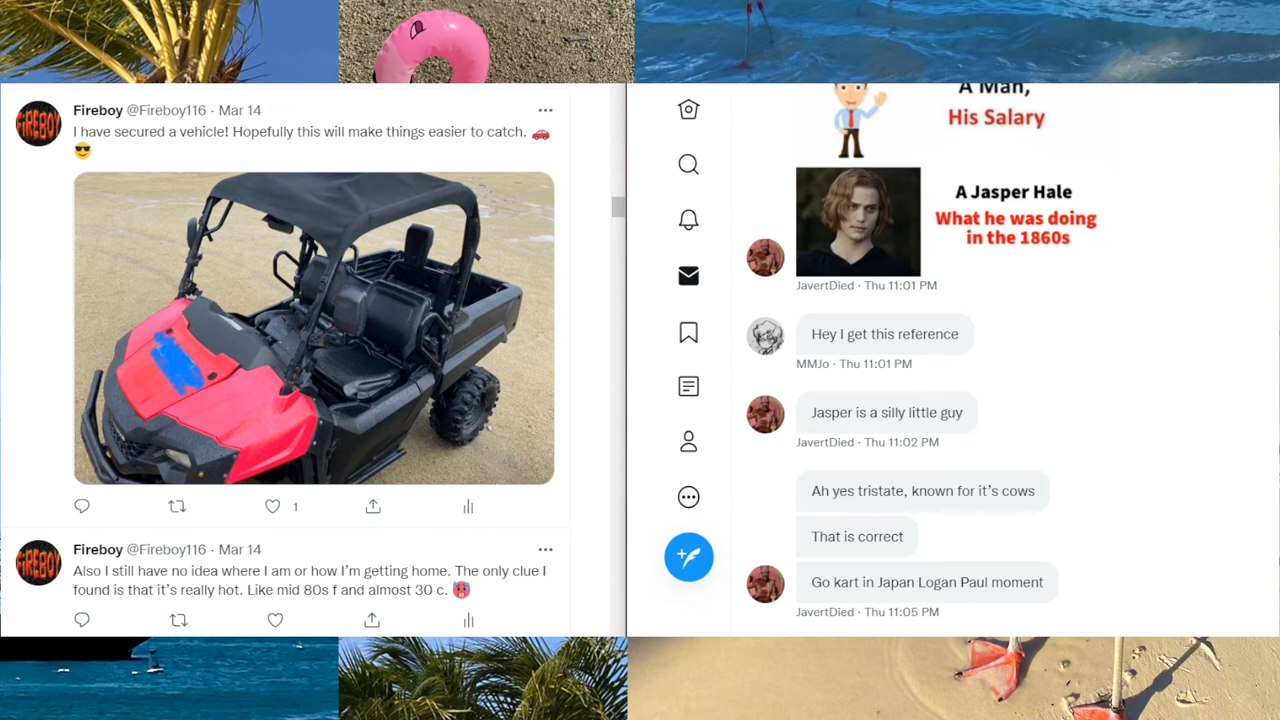 Fireboy @Fireboy116 · Mar 14
I have secured a vehicle! Hopefully this will make things easier to catch. 🚗
😎
Fireboy @Fireboy116 · Mar 14
Also I still have no idea where I am or how I'm getting home. The only clue I
found is that it's really hot. Like mid 80s f and almost 30 c. 🥵
1
FIREBOY
FIREBOY
A Man,
His Salary
A Jasper Hale
What he was doing
in the 1860s
JavertDied · Thu 11:01 PM
Hey I get this reference
MMJo · Thu 11:01 PM
Jasper is a silly little guy
JavertDied · Thu 11:02 PM
Ah yes tristate, known for it's cows
That is correct
Go kart in Japan Logan Paul moment
JavertDied · Thu 11:05 PM